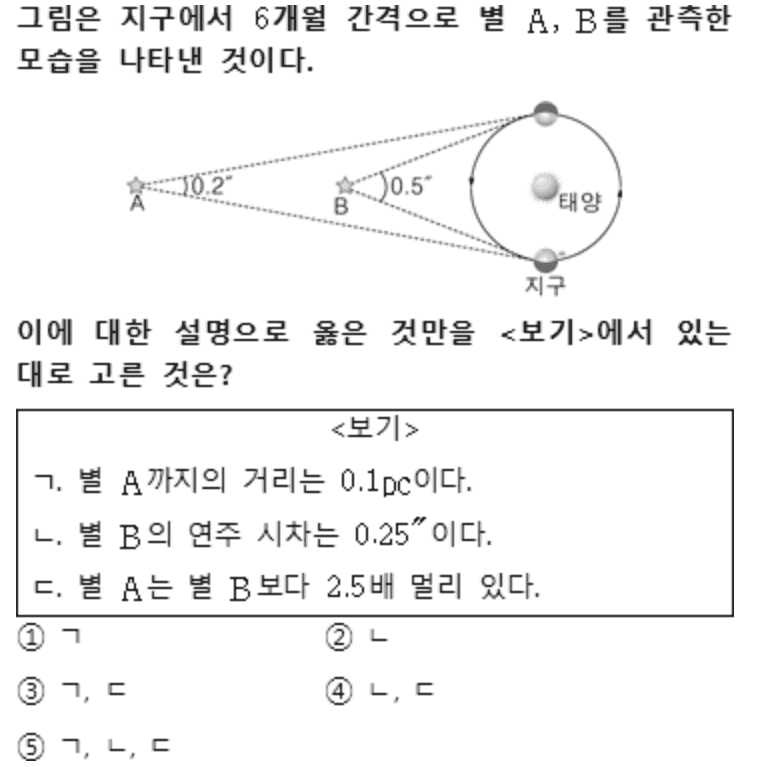 그림은 지구에서 6개월 간격으로 별 A, B를 관측한
모습을 나타낸 것이다.
0.2″
0.5″
A
B
태양
지구
이에 대한 설명으로 옳은 것만을 <보기>에서 있는
대로 고른 것은?
<보기>
ㄱ. 별 A까지의 거리는 0.1pc이다.
ㄴ. 별 B의 연주 시차는 0.25″이다.
ㄷ. 별 A는 별 B보다 2.5배 멀리 있다.
① ㄱ ② ㄴ
③ ㄱ, ㄷ ④ ㄴ, ㄷ
⑤ ㄱ, ㄴ, ㄷ